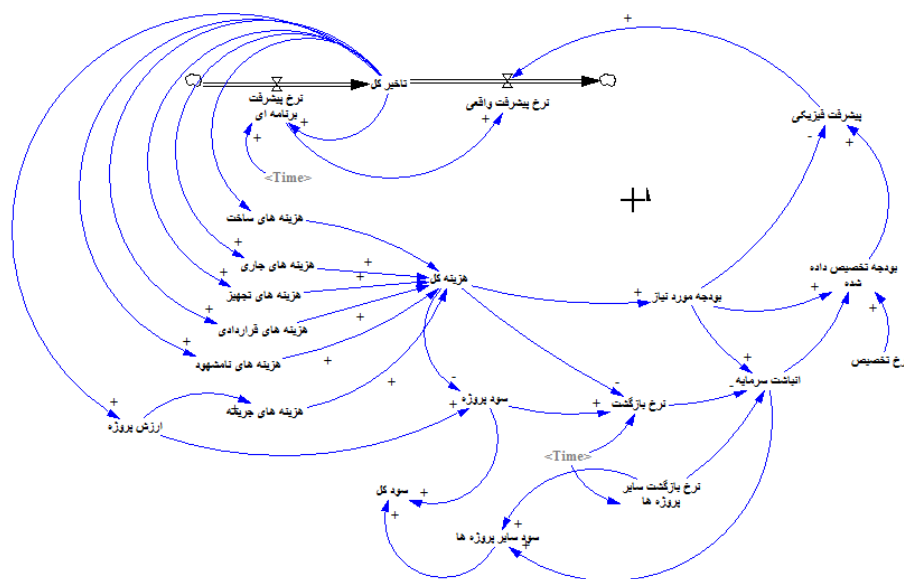 تاخیر کل
نرخ پیشرفت
برنامه ای
نرخ پیشرفت واقعی
پیشرفت فیزیکی
<Time>
هزینه های ساخت
هزینه های جاری
هزینه کل
بودجه تخصیص داده
شده
هزینه های تجهیز
بودجه مورد نیاز
هزینه های قراردادی
هزینه های نامشهود
نرخ تخصیص
انباشت سرمایه
سود پروژه
نرخ بازگشت
هزینه های جریمه
ارزش پروژه
<Time>
نرخ بازگشت سایر
پروژه ها
سود کل
سود سایر پروژه ها